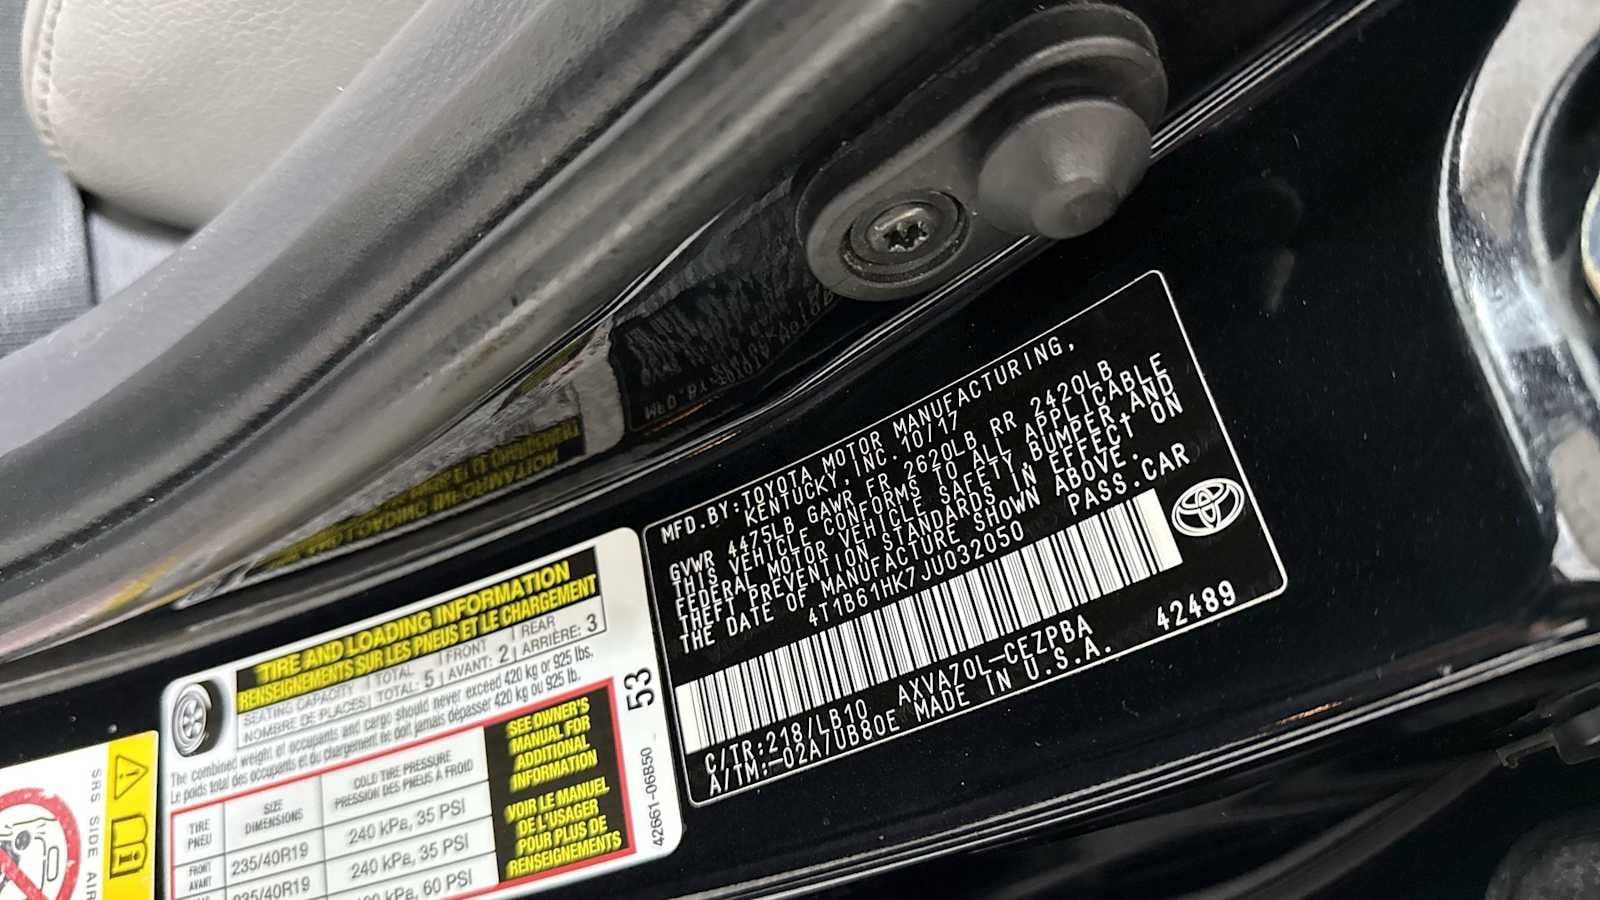 MFD.BY:TOYOTA MOTOR MANUFACTURING,
KENTUCKY, INC.10/17
GVWR 4475LB GAWR FR 2620LB RR 2420LB
THIS VEHICLE CONFORMS TO ALL APPLICABLE
FEDERAL MOTOR VEHICLE SAFETY BUMPER AND
THEFT PREVENTION STANDARDS IN EFFECT ON
THE DATE OF MANUFACTURE SHOWN ABOVE.
4T1B61HK7JU032050 PASS.CAR
42489
C/TR:218/LB10 AXVA70L-CEZPBA
A/TM:-02A/UB80E MADE IN U.S.A.
TIRE AND LOADING INFORMATION
RENSEIGNEMENTS SUR LES PNEUS ET LE CHARGEMENT
SEATING CAPACITY TOTAL FRONT REAR
NOMBRE DE PLACES TOTAL: 5 AVANT: 2 ARRIÈRE: 3
The combined weight of occupants and cargo should never exceed 420 kg or 925 lbs.
Le poids total des occupants et du chargement ne doit jamais dépasser 420 kg ou 925 lb.
TIRE
PNEU
SIZE
DIMENSIONS
COLD TIRE PRESSURE
PRESSION DES PNEUS À FROID
FRONT
AVANT
235/40R19
240 kPa, 35 PSI
235/40R19
240 kPa, 35 PSI
kPa, 60 PSI
SEE OWNER'S
MANUAL FOR
ADDITIONAL
INFORMATION
VOIR LE MANUEL
DE L'USAGER
POUR PLUS DE
RENSEIGNEMENTS
53
42661-06B50
SRS SIDE AIR